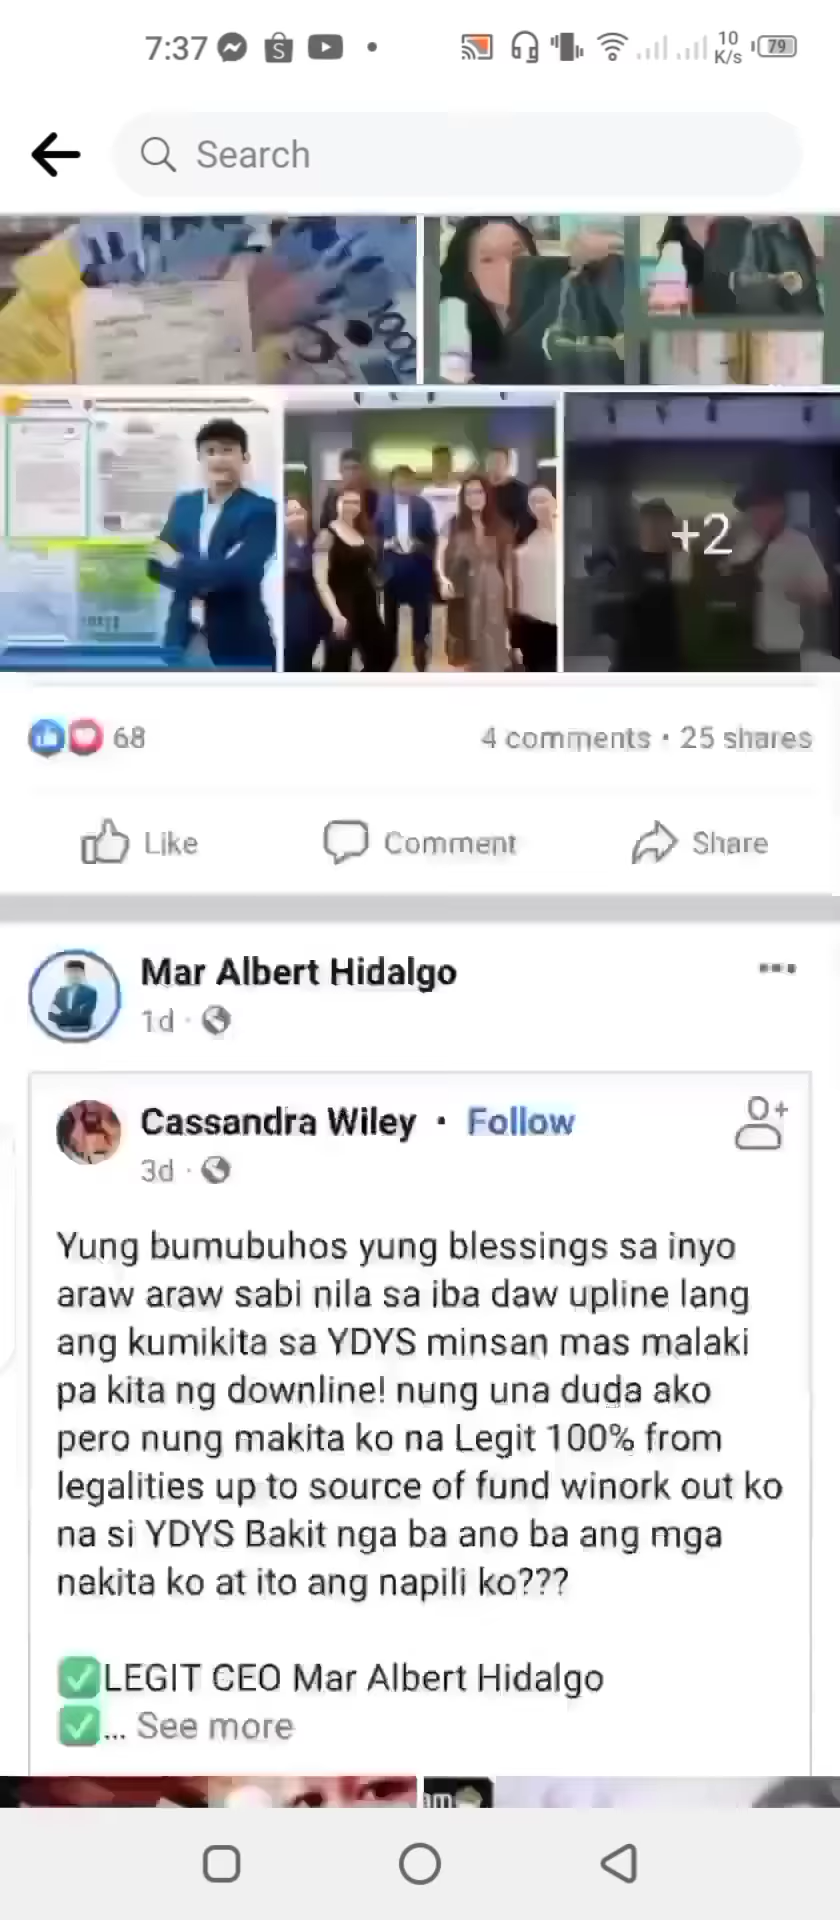 7:37
10
K/s
79
Search
1000
+2
68
4 comments • 25 shares
Like
Comment
Share
Mar Albert Hidalgo
1d ·
Cassandra Wiley • Follow
3d ·
Yung bumubuhos yung blessings sa inyo
araw araw sabi nila sa iba daw upline lang
ang kumikita sa YDYS minsan mas malaki
pa kita ng downline! nung una duda ako
pero nung makita ko na Legit 100% from
legalities up to source of fund winork out ko
na si YDYS Bakit nga ba ano ba ang mga
nakita ko at ito ang napili ko???
✅LEGIT CEO Mar Albert Hidalgo
✅... See more
am